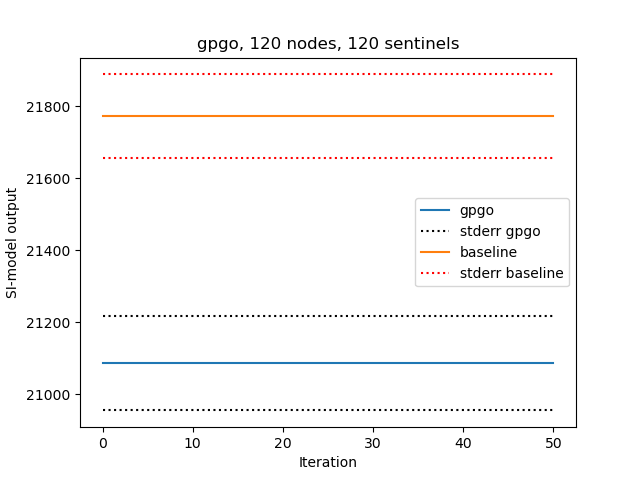 gpgo, 120 nodes, 120 sentinels
SI-model output
21800
21600
21400
21200
21000
gpgo
stderr gpgo
baseline
stderr baseline
0 10 20 30 40 50
Iteration